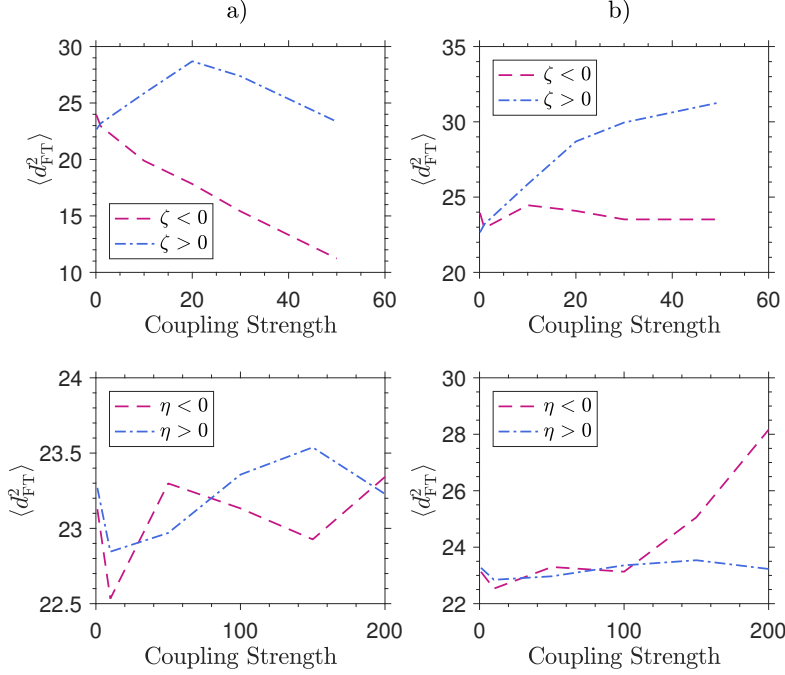 a)
b)
30
25
20
15
10
0
20
40
60
⟨d²_FT⟩
Coupling Strength
ζ < 0
ζ > 0
35
30
25
20
0
20
40
60
⟨d²_FT⟩
Coupling Strength
ζ < 0
ζ > 0
24
23.5
23
22.5
0
100
200
⟨d²_FT⟩
Coupling Strength
η < 0
η > 0
30
28
26
24
22
0
100
200
⟨d²_FT⟩
Coupling Strength
η < 0
η > 0